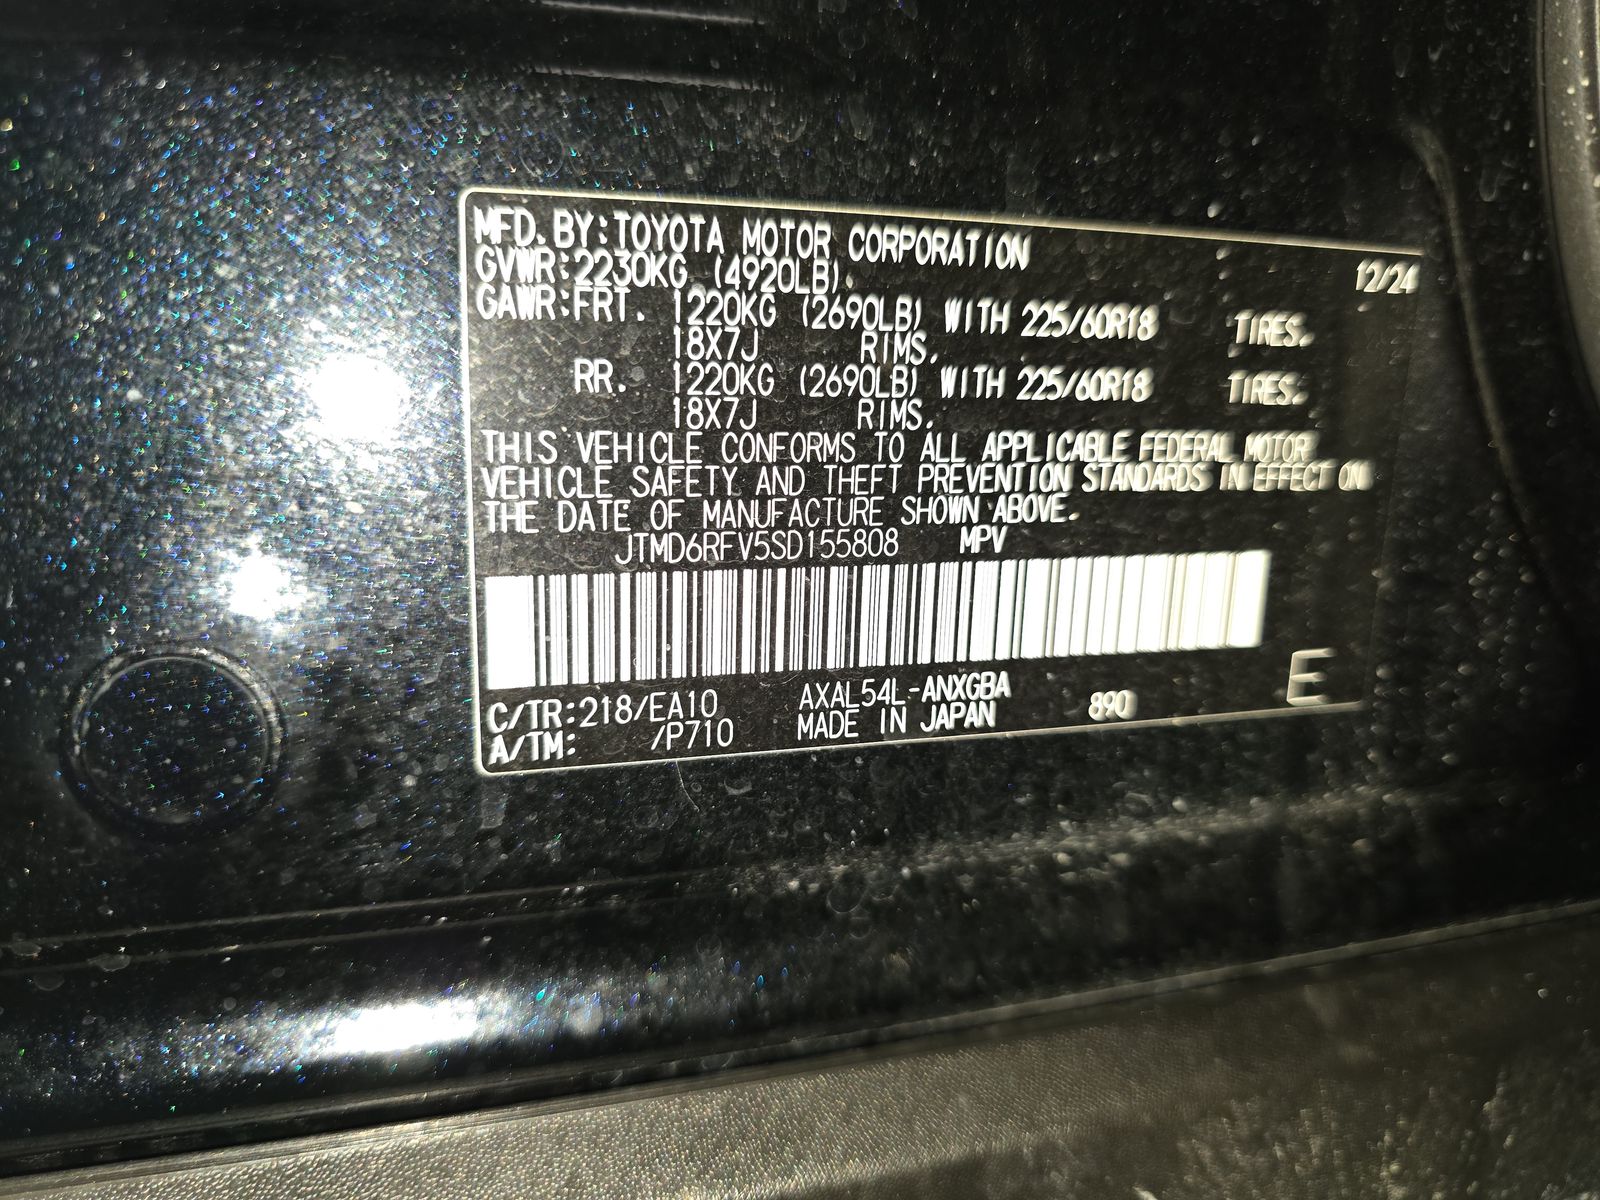 MFD. BY:TOYOTA MOTOR CORPORATION 12/24
GVWR:2230KG (4920LB)
GAWR:FRT. 1220KG (2690LB) WITH 225/60R18 TIRES.
18X7J RIMS.
RR. 1220KG (2690LB) WITH 225/60R18 TIRES.
18X7J RIMS.
THIS VEHICLE CONFORMS TO ALL APPLICABLE FEDERAL MOTOR
VEHICLE SAFETY AND THEFT PREVENTION STANDARDS IN EFFECT ON
THE DATE OF MANUFACTURE SHOWN ABOVE.
JTMD6RFV5SD155808 MPV
C/TR:218/EA10 AXAL54L-ANXGBA 890 E
A/TM: /P710 MADE IN JAPAN